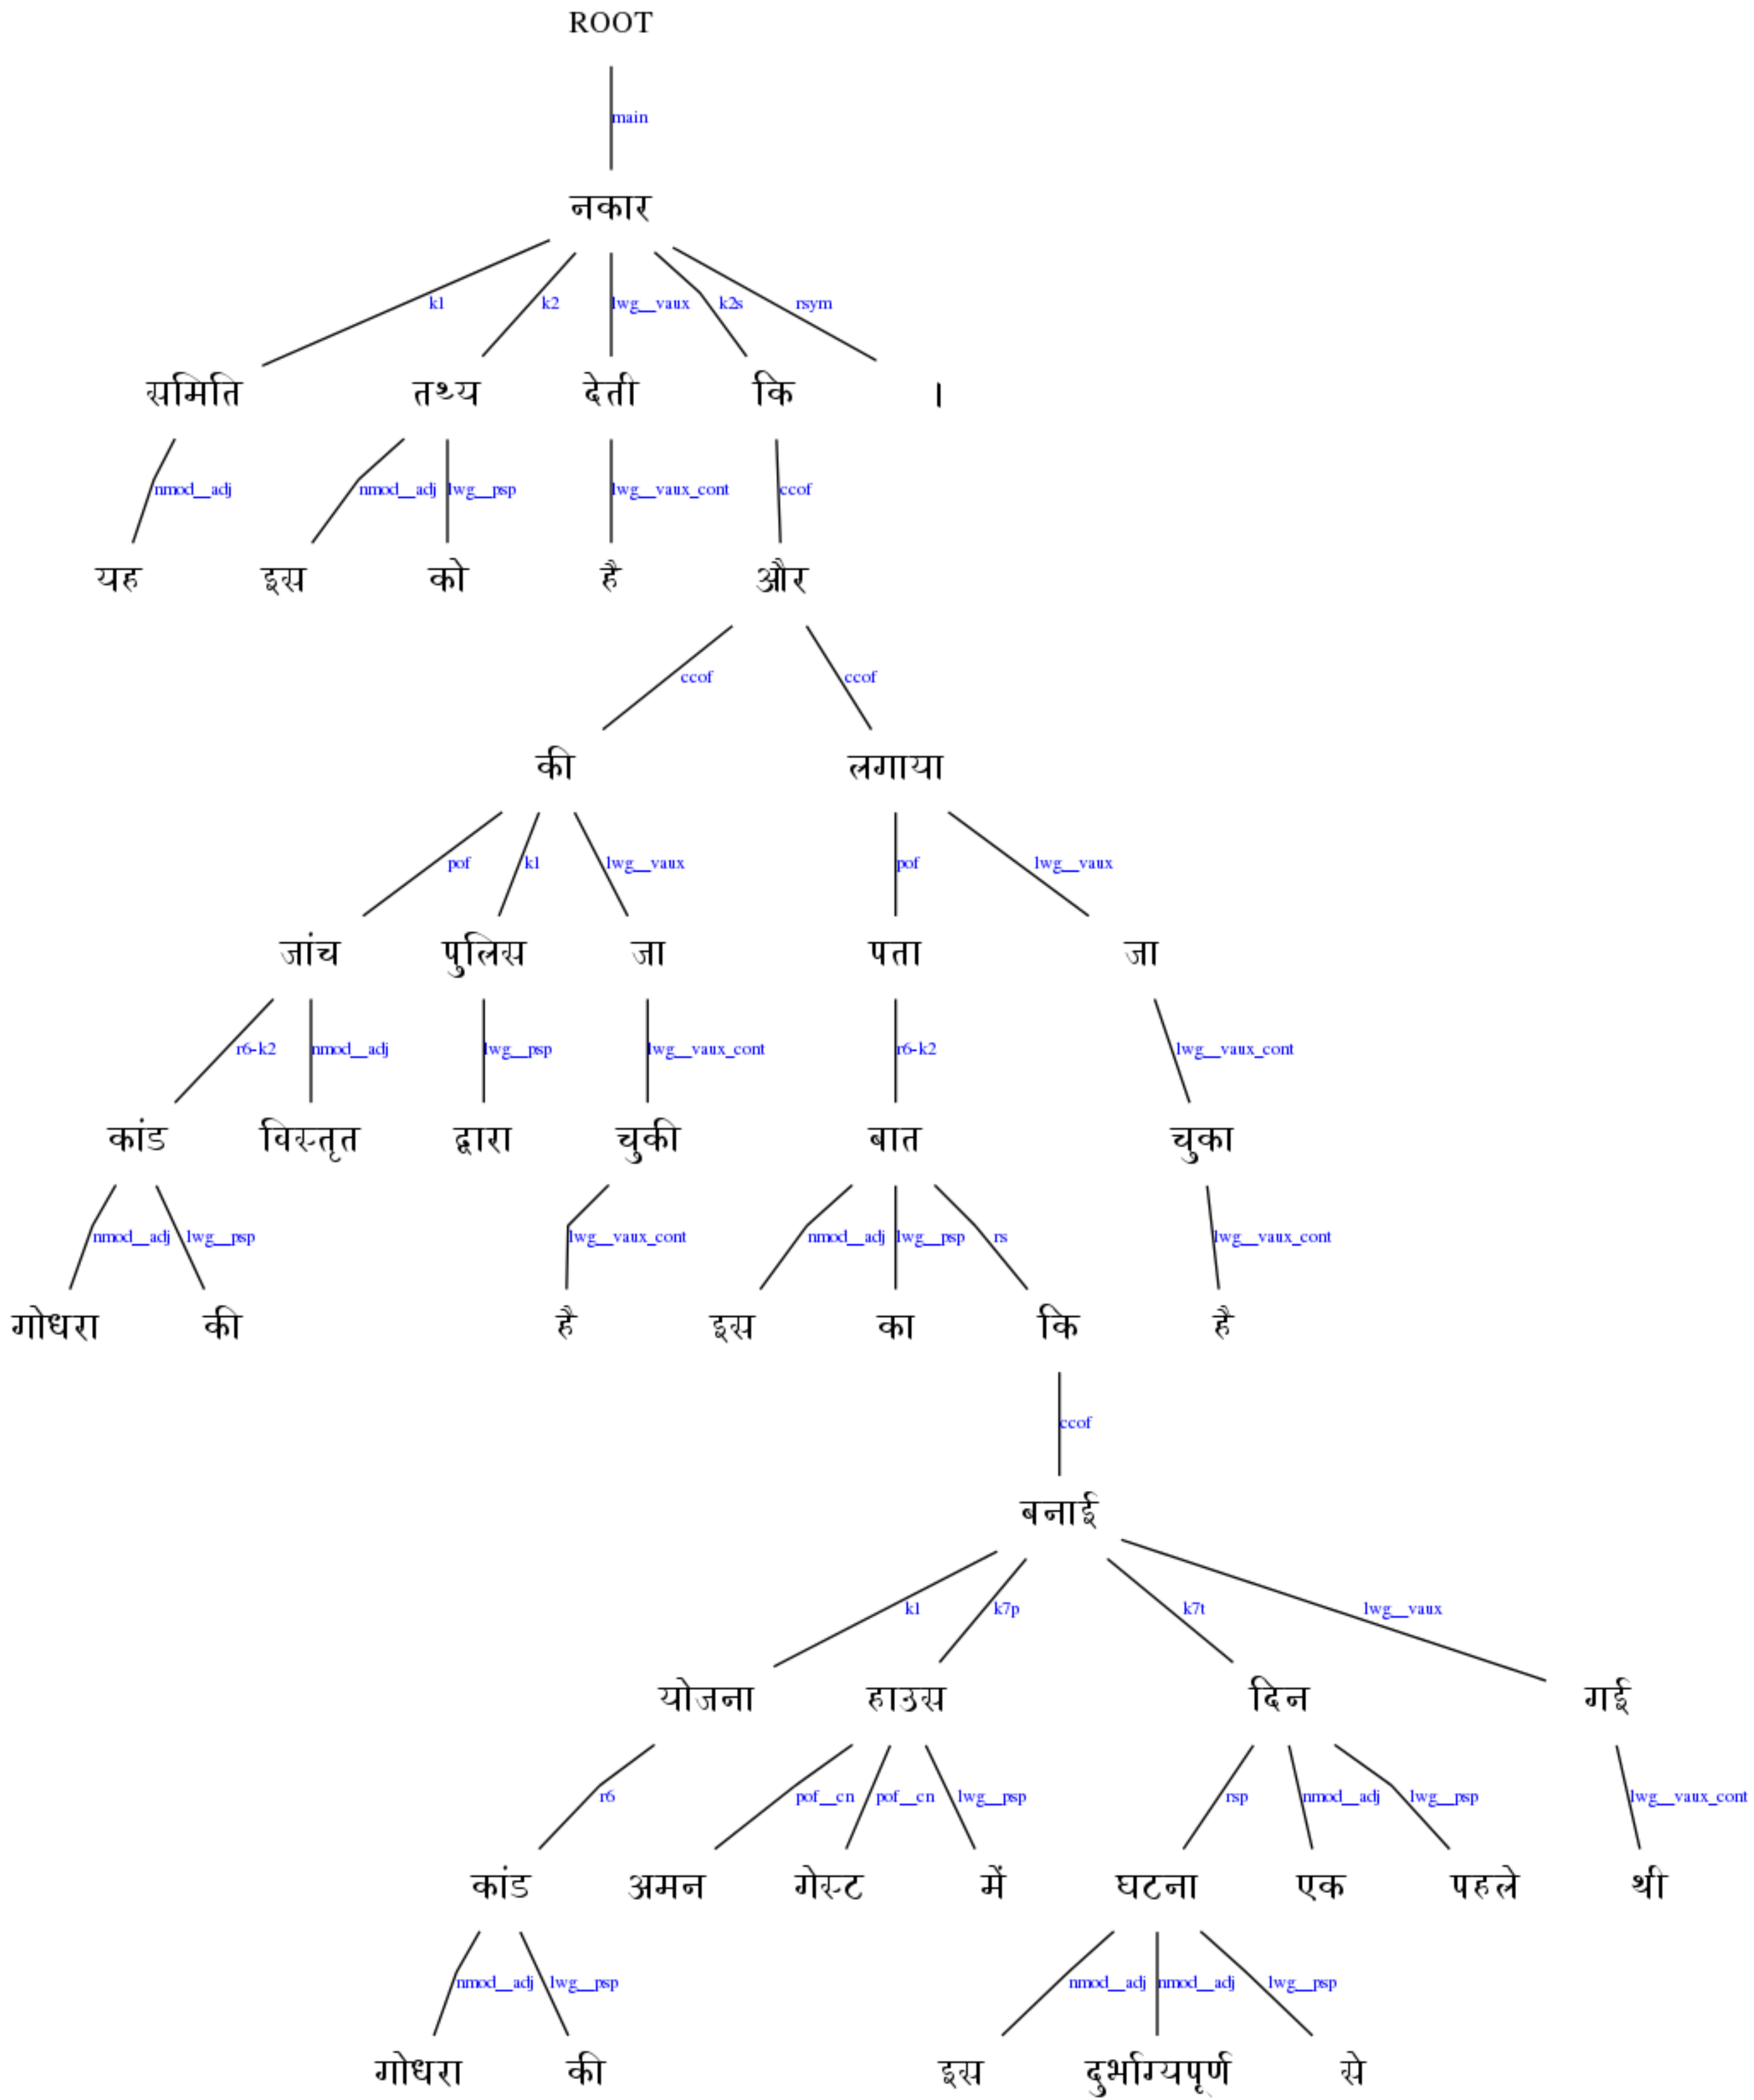 ROOT
main
नकार
k1 k2 lwg__vaux k2s rsym
समिति तथ्य देती कि ।
nmod__adj nmod__adj lwg__psp lwg__vaux_cont ccof
यह इस को है और
ccof ccof
की लगाया
pof k1 lwg__vaux pof lwg__vaux
जांच पुलिस जा पता जा
r6-k2 nmod__adj lwg__psp lwg__vaux_cont r6-k2 lwg__vaux_cont
कांड विस्तृत द्वारा चुकी बात चुका
nmod__adj lwg__psp lwg__vaux_cont nmod__adj lwg__psp rs lwg__vaux_cont
गोधरा की है इस का कि है
ccof
बनाई
k1 k7p k7t lwg__vaux
योजना हाउस दिन गई
r6 pof__cn pof__cn lwg__psp rsp nmod__adj lwg__psp lwg__vaux_cont
कांड अमन गेस्ट में घटना एक पहले थी
nmod__adj lwg__psp nmod__adj nmod__adj lwg__psp
गोधरा की इस दुर्भाग्यपूर्ण से